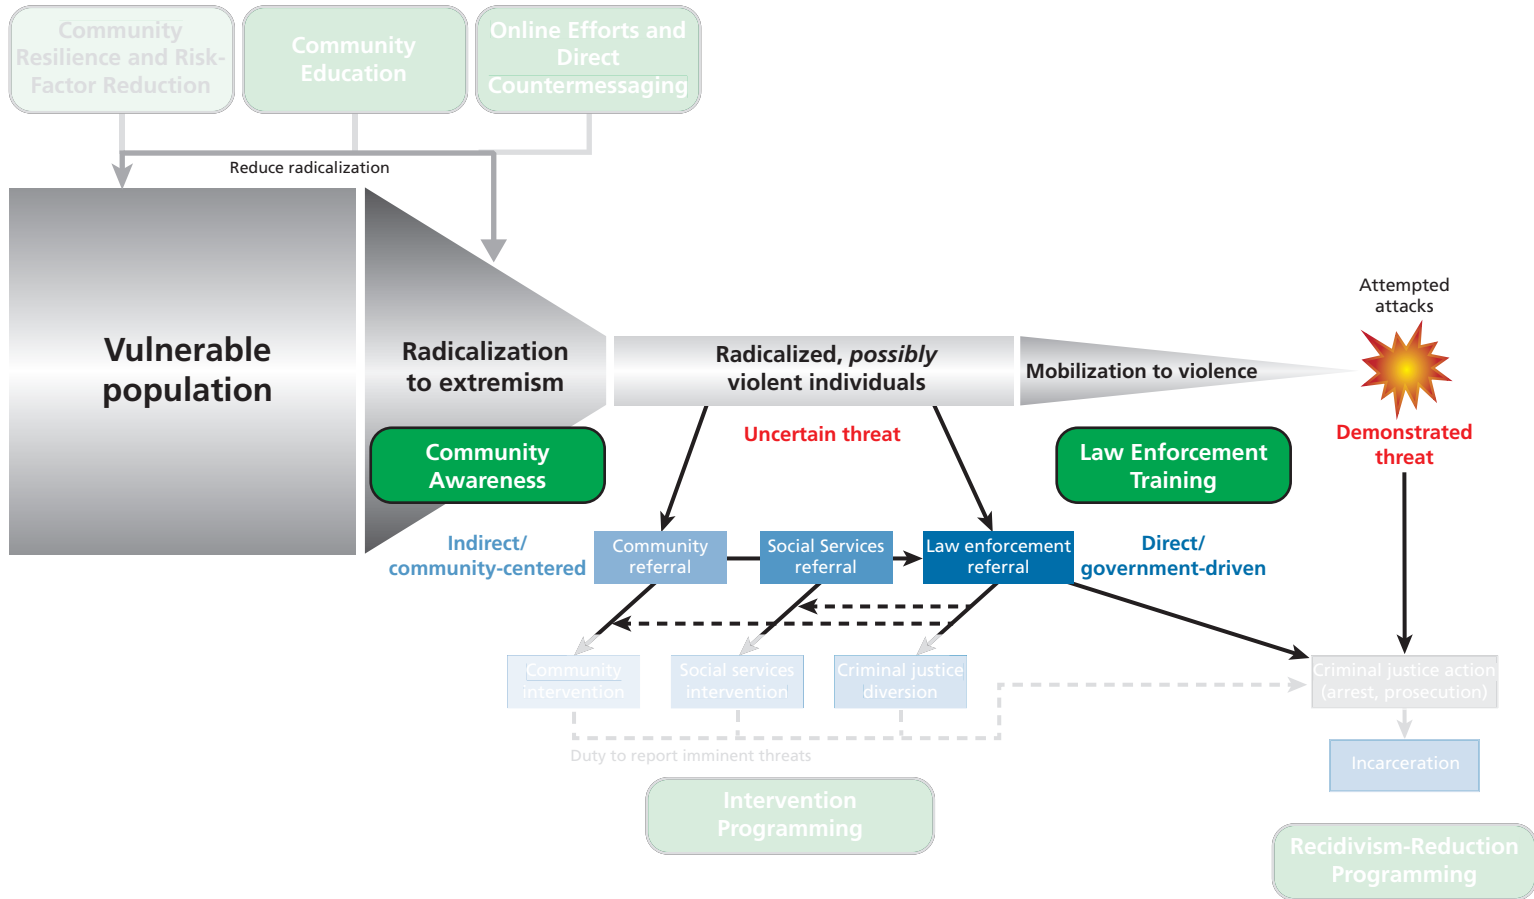 Community
Resilience and Risk-
Factor Reduction
Community
Education
Online Efforts and
Direct
Countermessaging
Reduce radicalization
Vulnerable
population
Radicalization
to extremism
Radicalized, possibly
violent individuals
Mobilization to violence
Attempted
attacks
Uncertain threat
Demonstrated
threat
Community
Awareness
Law Enforcement
Training
Indirect/
community-centered
Community
referral
Social Services
referral
Law enforcement
referral
Direct/
government-driven
Community
intervention
Social services
intervention
Criminal justice
diversion
Criminal justice action
(arrest, prosecution)
Duty to report imminent threats
Incarceration
Intervention
Programming
Recidivism-Reduction
Programming